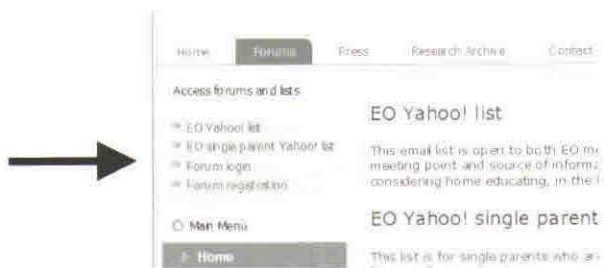 Home Forums Press Research Archive Contact
Access forums and lists
EO Yahoo! list
EO single parent Yahoo! list
Forum login
Forum registration
Main Menu
Home
EO Yahoo! list
This email list is open to both EO
meeting point and source of
considering home educating, in the
EO Yahoo! single parent
This list is for single parents who